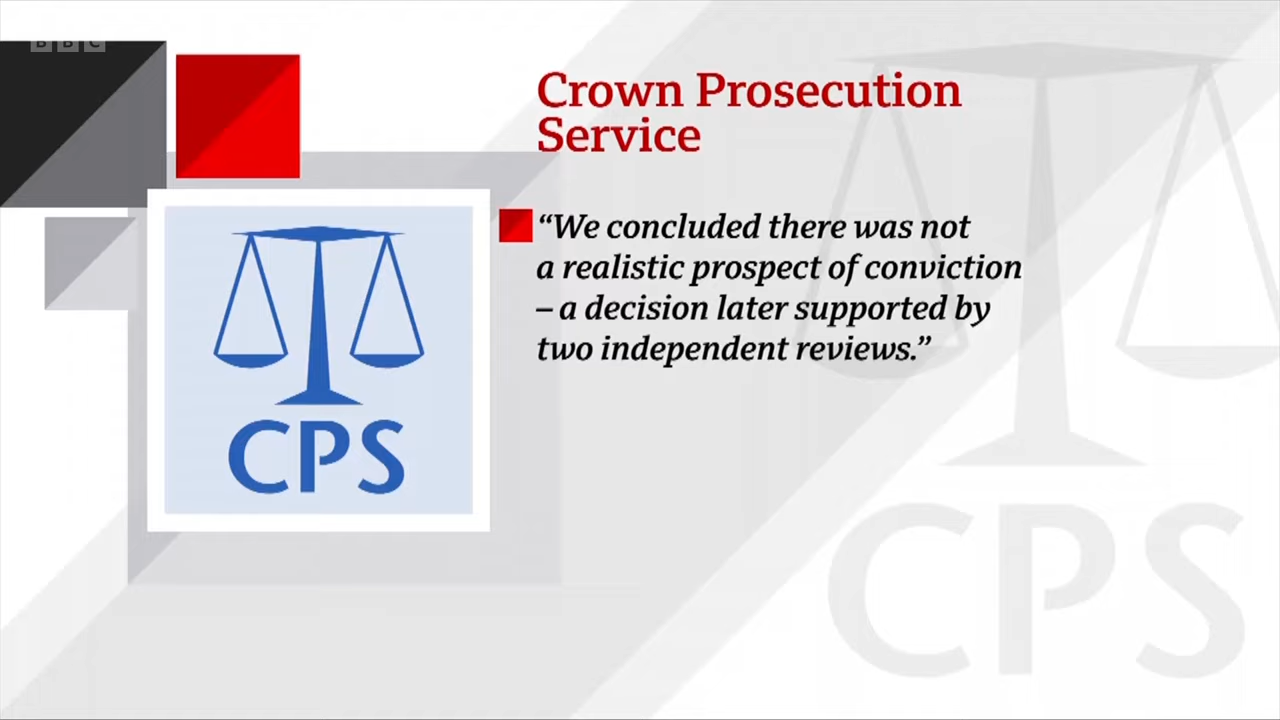 BBC
Crown Prosecution
Service
“We concluded there was not
a realistic prospect of conviction
– a decision later supported by
two independent reviews.”
CPS
CPS